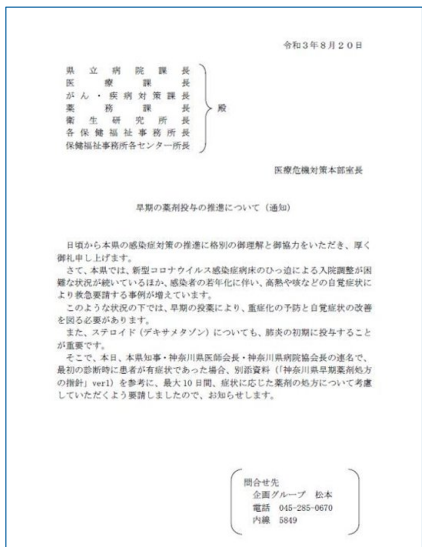 令和3年8月20日
県立病院課長
医療課長
がん・疾病対策課長
薬務課長
衛生研究所長
各保健福祉事務所長
保健福祉事務所各センター所長
殿
医療危機対策本部室長
早期の薬剤投与の推進について（通知）
日頃から本県の感染症対策の推進に格別の御理解と御協力をいただき、厚く
御礼申し上げます。
さて、本県では、新型コロナウイルス感染症病床のひっ迫による入院調整が困
難な状況が続いているほか、感染者の若年化に伴い、高熱や咳などの自覚症状に
より救急要請する事例が増えています。
このような状況の下では、早期の投薬により、重症化の予防と自覚症状の改善
を図る必要があります。
また、ステロイド（デキサメタゾン）についても、肺炎の初期に投与すること
が重要です。
そこで、本日、本県知事・神奈川県医師会長・神奈川県病院協会長の連名で、
最初の診断時に患者が有症状であった場合、別添資料（「神奈川県早期薬剤処方
の指針」ver1）を参考に、最大10日間、症状に応じた薬剤の処方について考慮
していただくよう要請しましたので、お知らせします。
問合せ先
企画グループ 松本
電話 045-285-0670
内線 5849